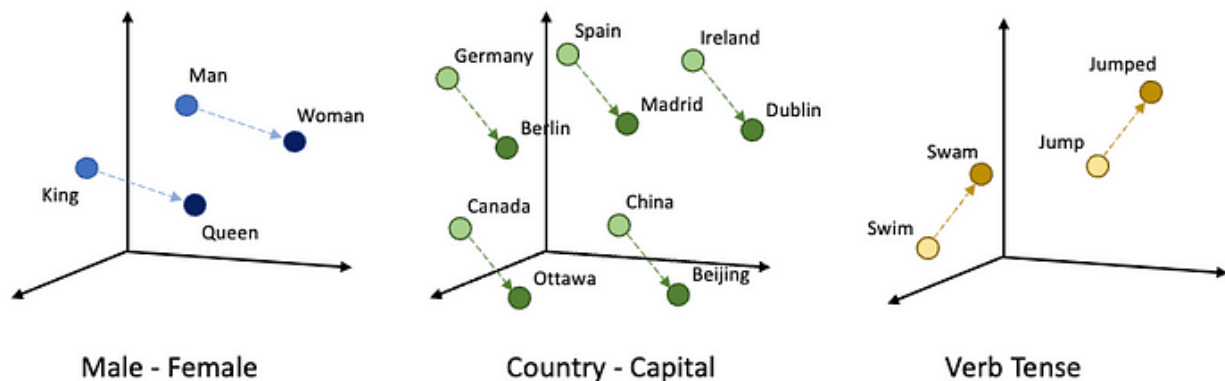 Man
Woman
King
Queen
Male - Female
Spain
Ireland
Germany
Madrid
Dublin
Berlin
Canada
China
Ottawa
Beijing
Country - Capital
Jumped
Swam
Jump
Swim
Verb Tense